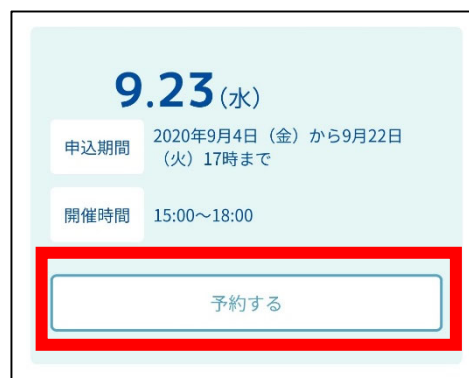 9.23(水)
申込期間
2020年9月4日（金）から9月22日
（火）17時まで
開催時間
15:00〜18:00
予約する